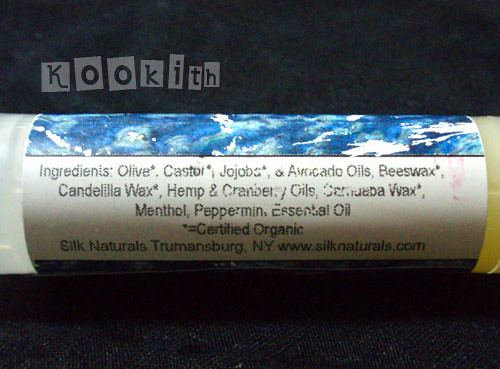 Kookith
Ingredients: Olive*, Castor*, Jojoba*, & Avocado Oils, Beeswax*,
Candelilla Wax*, Hemp & Cranberry Oils, Carnuaba Wax*,
Menthol, Peppermint Essential Oil
*=Certified Organic
Silk Naturals Trumansburg, NY www.silknaturals.com